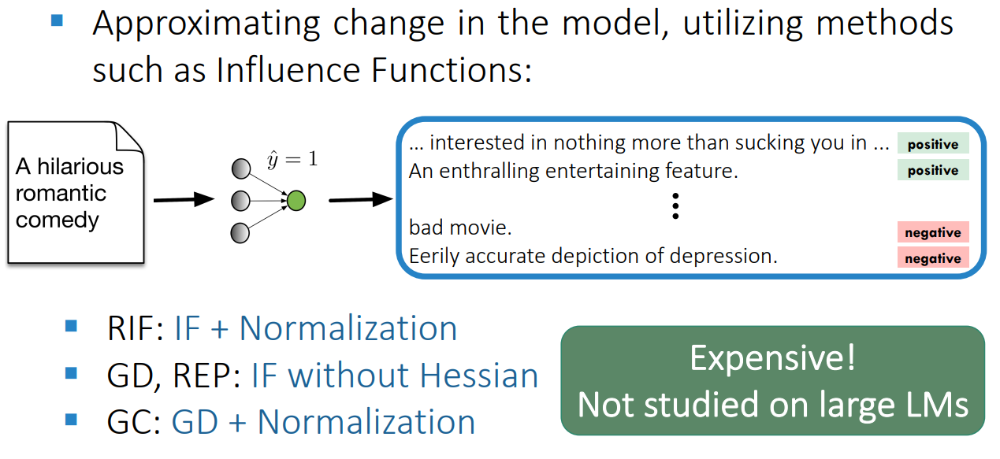 Approximating change in the model, utilizing methods
such as Influence Functions:
A hilarious
romantic
comedy
ŷ = 1
... interested in nothing more than sucking you in ... positive
An enthralling entertaining feature. positive
bad movie. negative
Eerily accurate depiction of depression. negative
RIF: IF + Normalization
GD, REP: IF without Hessian
GC: GD + Normalization
Expensive!
Not studied on large LMs